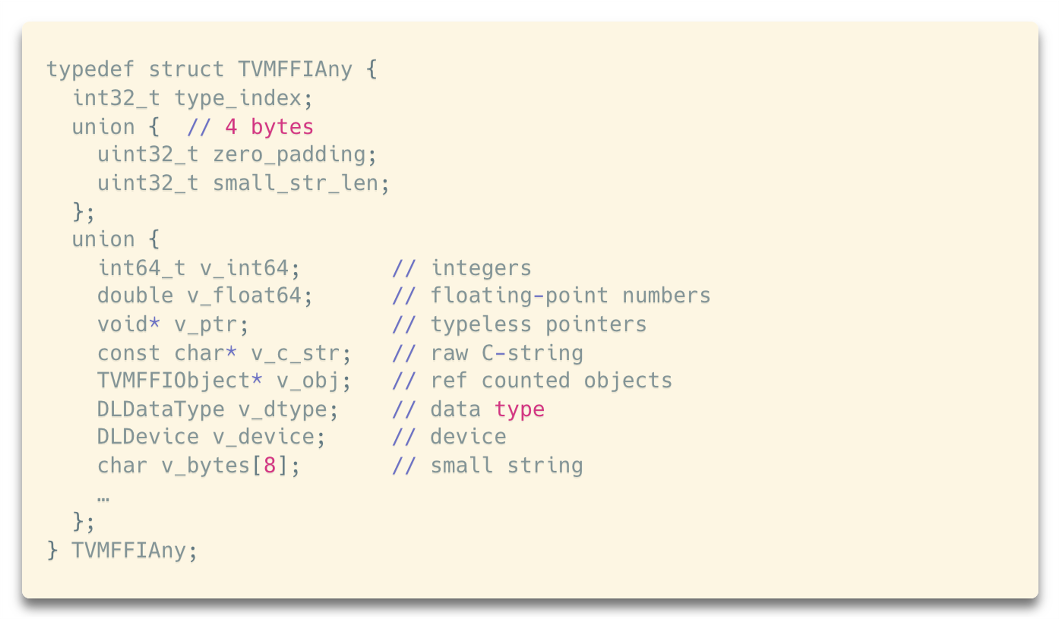 typedef struct TVMFFIAny {
  int32_t type_index;
  union {  // 4 bytes
    uint32_t zero_padding;
    uint32_t small_str_len;
  };
  union {
    int64_t v_int64;       // integers
    double v_float64;      // floating-point numbers
    void* v_ptr;           // typeless pointers
    const char* v_c_str;   // raw C-string
    TVMFFIObject* v_obj;   // ref counted objects
    DLDataType v_dtype;    // data type
    DLDevice v_device;     // device
    char v_bytes[8];       // small string
    …
  };
} TVMFFIAny;